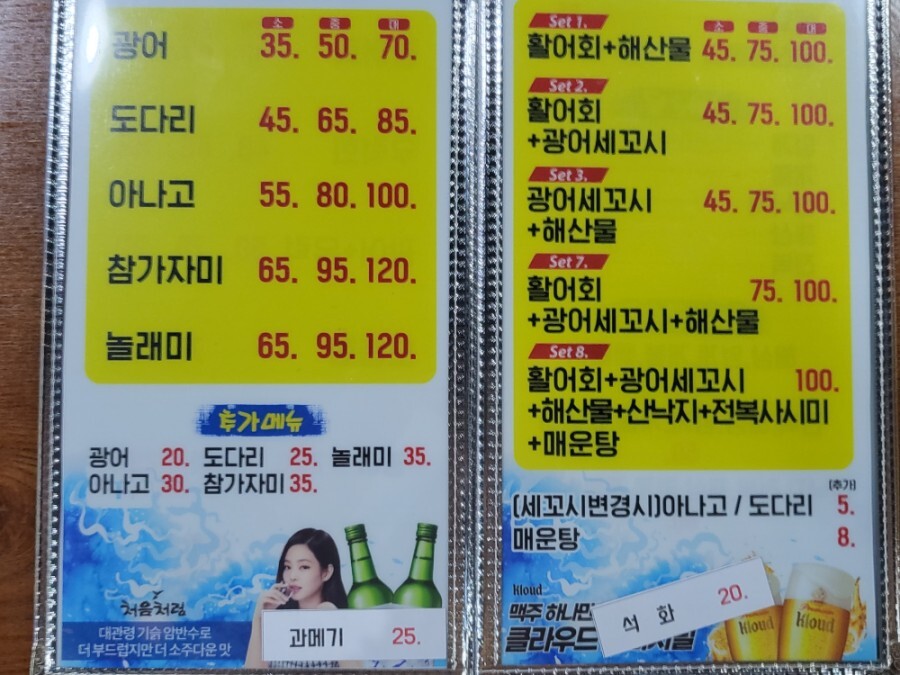 소 중 대
광어 35. 50. 70.
도다리 45. 65. 85.
아나고 55. 80. 100.
참가자미 65. 95. 120.
놀래미 65. 95. 120.
추가메뉴
광어 20. 도다리 25. 놀래미 35.
아나고 30. 참가자미 35.
처음처럼
대관령 기슭 암반수로
더 부드럽지만 더 소주다운 맛
과메기 25.
Set 1. 소 중 대
활어회+해산물 45. 75. 100.
Set 2.
활어회 45. 75. 100.
+광어세꼬시
Set 3.
광어세꼬시 45. 75. 100.
+해산물
Set 7.
활어회 75. 100.
+광어세꼬시+해산물
Set 8.
활어회+광어세꼬시 100.
+해산물+산낙지+전복사시미
+매운탕
(추가)
(세꼬시변경시)아나고 / 도다리 5.
매운탕 8.
kloud
맥주 하나만
클라우드
석화 20.
kloud kloud